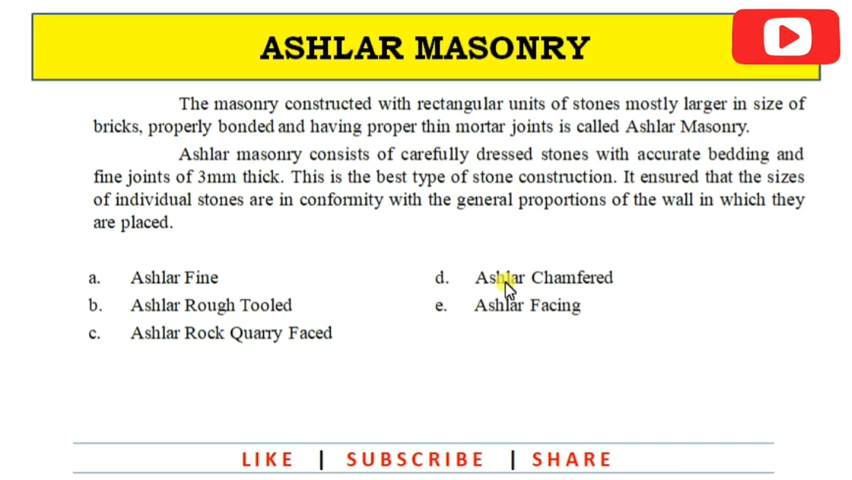 ASHLAR MASONRY
The masonry constructed with rectangular units of stones mostly larger in size of
bricks, properly bonded and having proper thin mortar joints is called Ashlar Masonry.
Ashlar masonry consists of carefully dressed stones with accurate bedding and
fine joints of 3mm thick. This is the best type of stone construction. It ensured that the sizes
of individual stones are in conformity with the general proportions of the wall in which they
are placed.
a. Ashlar Fine
b. Ashlar Rough Tooled
c. Ashlar Rock Quarry Faced
d. Ashlar Chamfered
e. Ashlar Facing
LIKE | SUBSCRIBE | SHARE